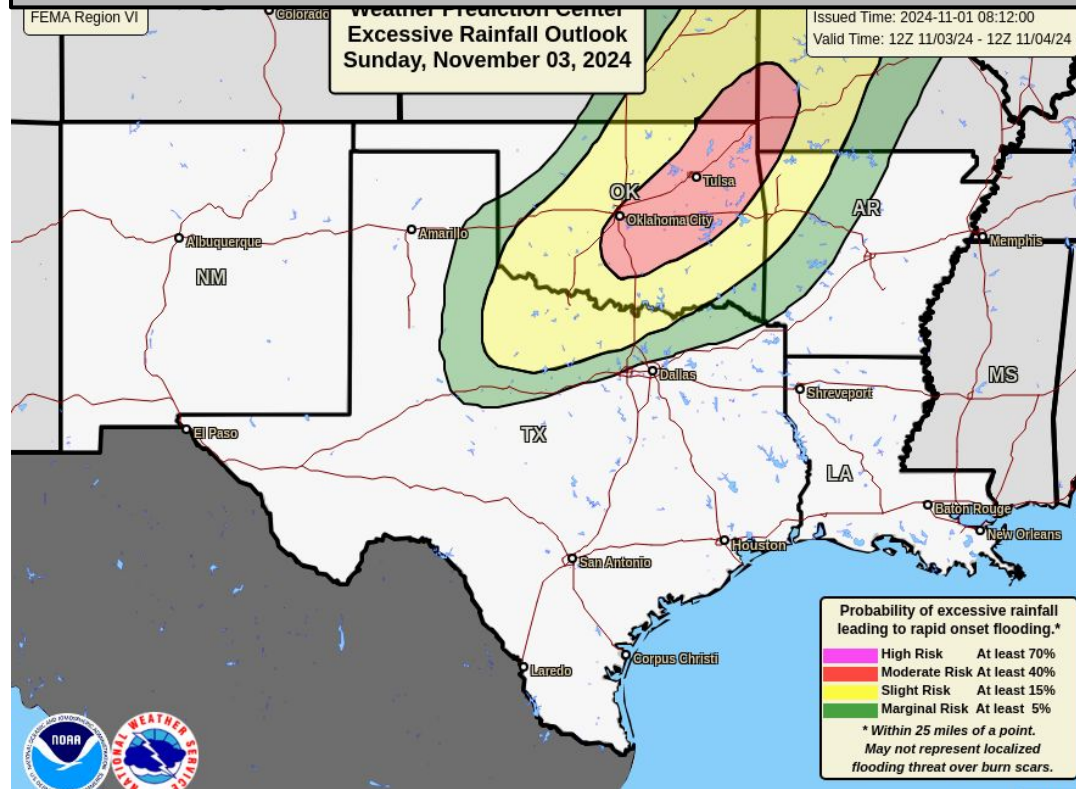 FEMA Region VI
Weather Prediction Center
Excessive Rainfall Outlook
Sunday, November 03, 2024
Issued Time: 2024-11-01 08:12:00
Valid Time: 12Z 11/03/24 - 12Z 11/04/24
Colorado
Tulsa
OK
Oklahoma City
AR
Albuquerque
Amarillo
Memphis
NM
Dallas
MS
Shreveport
El Paso
TX
LA
Baton Rouge
New Orleans
Houston
San Antonio
Corpus Christi
Laredo
Probability of excessive rainfall
leading to rapid onset flooding.*
High Risk At least 70%
Moderate Risk At least 40%
Slight Risk At least 15%
Marginal Risk At least 5%
* Within 25 miles of a point.
May not represent localized
flooding threat over burn scars.
NOAA
NATIONAL WEATHER SERVICE